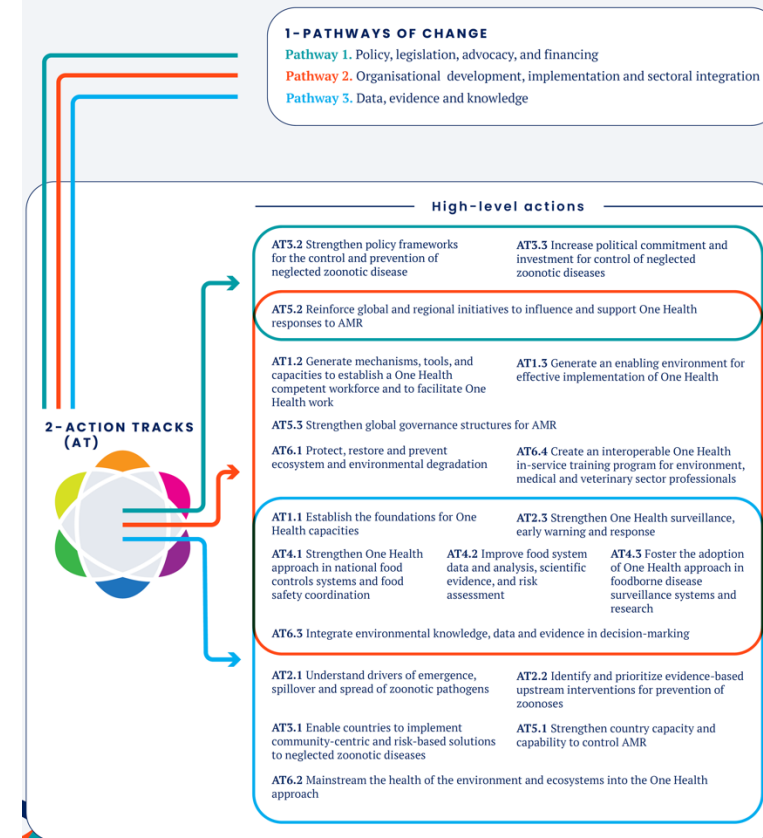 1-PATHWAYS OF CHANGE
Pathway 1. Policy, legislation, advocacy, and financing
Pathway 2. Organisational development, implementation and sectoral integration
Pathway 3. Data, evidence and knowledge
High-level actions
AT3.2 Strengthen policy frameworks
for the control and prevention of
neglected zoonotic disease
AT3.3 Increase political commitment and
investment for control of neglected
zoonotic diseases
AT5.2 Reinforce global and regional initiatives to influence and support One Health
responses to AMR
AT1.2 Generate mechanisms, tools, and
capacities to establish a One Health
competent workforce and to facilitate One
Health work
AT1.3 Generate an enabling environment for
effective implementation of One Health
AT5.3 Strengthen global governance structures for AMR
2-ACTION TRACKS
(AT)
AT6.1 Protect, restore and prevent
ecosystem and environmental degradation
AT6.4 Create an interoperable One Health
in-service training program for environment,
medical and veterinary sector professionals
AT1.1 Establish the foundations for One
Health capacities
AT2.3 Strengthen One Health surveillance,
early warning and response
AT4.1 Strengthen One Health
approach in national food
controls systems and food
safety coordination
AT4.2 Improve food system
data and analysis, scientific
evidence, and risk
assessment
AT4.3 Foster the adoption
of One Health approach in
foodborne disease
surveillance systems and
research
AT6.3 Integrate environmental knowledge, data and evidence in decision-marking
AT2.1 Understand drivers of emergence,
spillover and spread of zoonotic pathogens
AT2.2 Identify and prioritize evidence-based
upstream interventions for prevention of
zoonoses
AT3.1 Enable countries to implement
community-centric and risk-based solutions
to neglected zoonotic diseases
AT5.1 Strengthen country capacity and
capability to control AMR
AT6.2 Mainstream the health of the environment and ecosystems into the One Health
approach